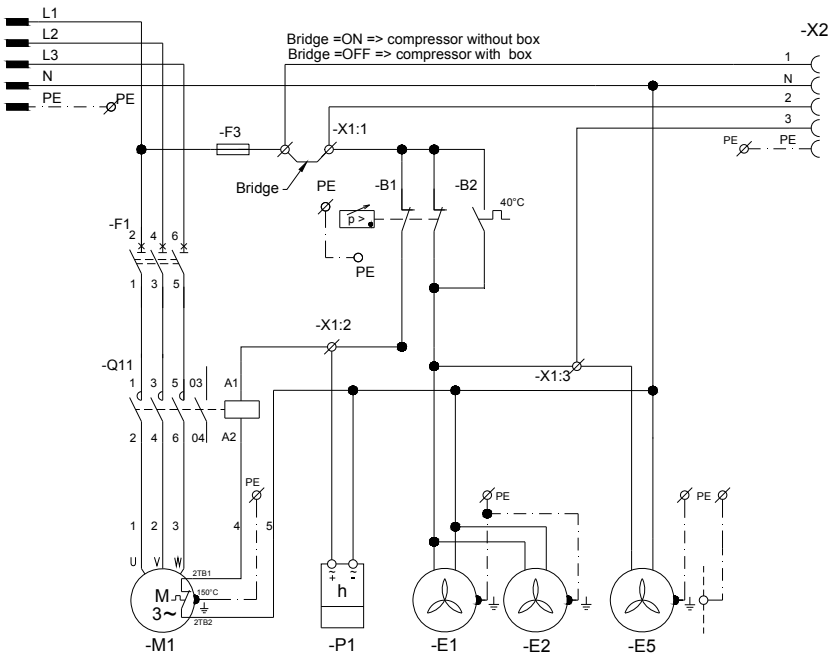 L1
L2
L3
N
PE
PE
Bridge =ON => compressor without box
Bridge =OFF => compressor with box
-X2
1
N
2
3
PE
PE
-F3
-X1:1
Bridge
PE
-B1
-B2
40°C
p >
PE
-F1
2 4 6
1 3 5
-X1:2
-X1:3
-Q11
1 3 5 03
A1
2 4 6 04
A2
PE
PE
PE
1 2 3 4 5
U V W
2TB1
M
3~
150°C
2TB2
~ ~
+ -
h
-M1
-P1
-E1
-E2
-E5